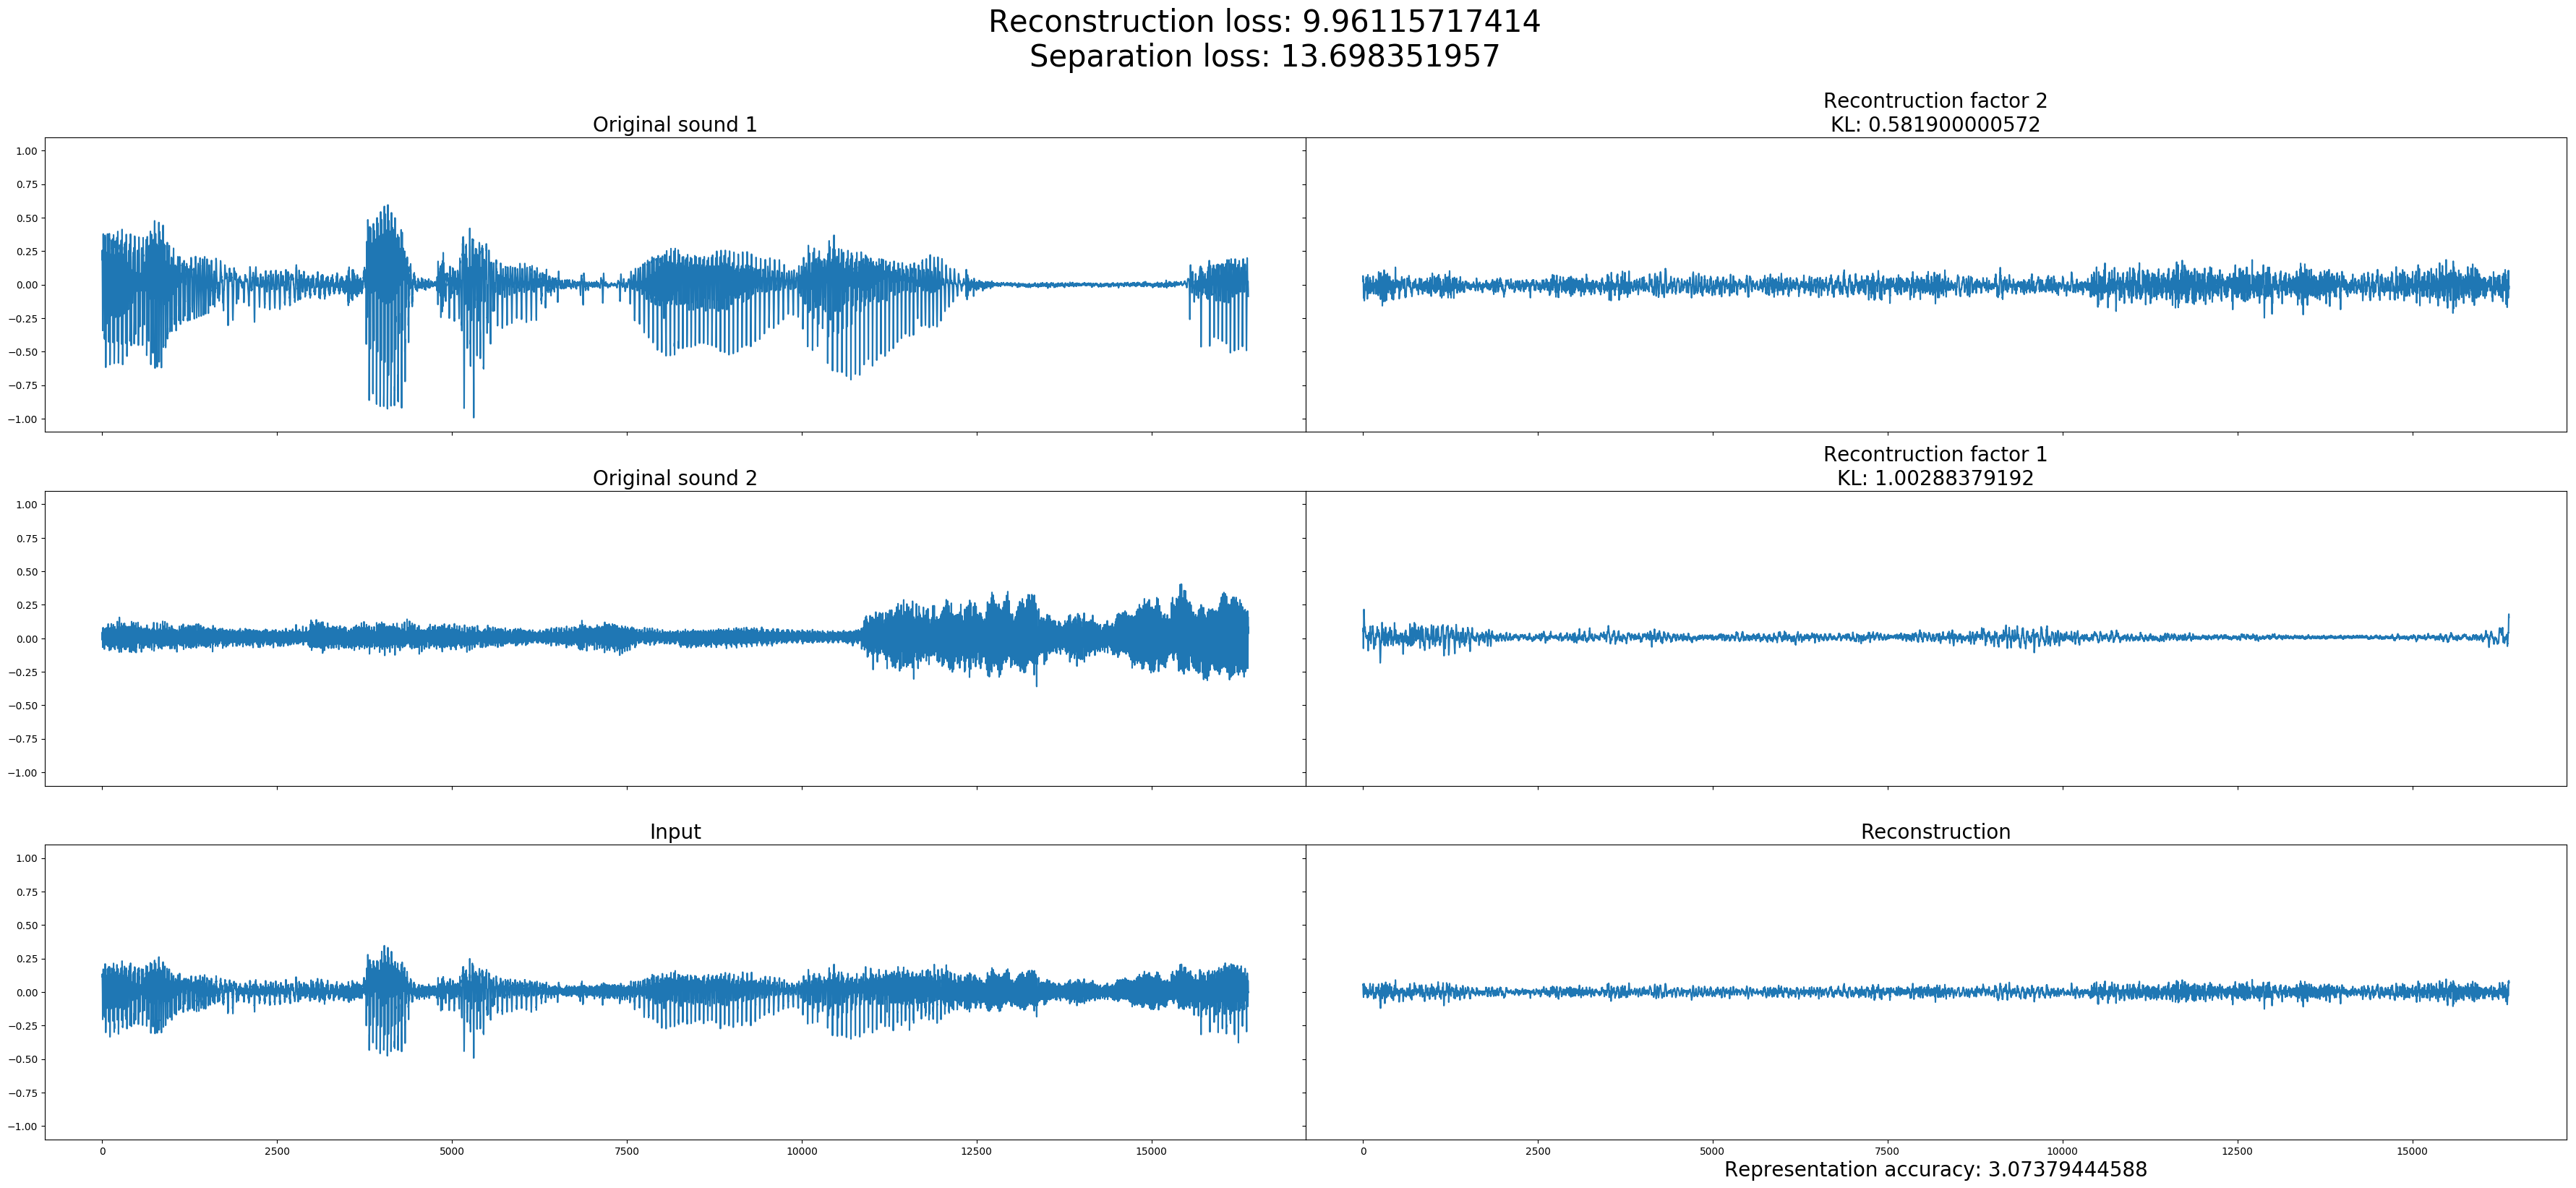 Reconstruction loss: 9.96115717414
Separation loss: 13.698351957
Original sound 1
Recontruction factor 2
KL: 0.581900000572
1.00
0.75
0.50
0.25
0.00
−0.25
−0.50
−0.75
−1.00
Original sound 2
Recontruction factor 1
KL: 1.00288379192
1.00
0.75
0.50
0.25
0.00
−0.25
−0.50
−0.75
−1.00
Input
Reconstruction
1.00
0.75
0.50
0.25
0.00
−0.25
−0.50
−0.75
−1.00
0 2500 5000 7500 10000 12500 15000
0 2500 5000 7500 10000 12500 15000
Representation accuracy: 3.07379444588